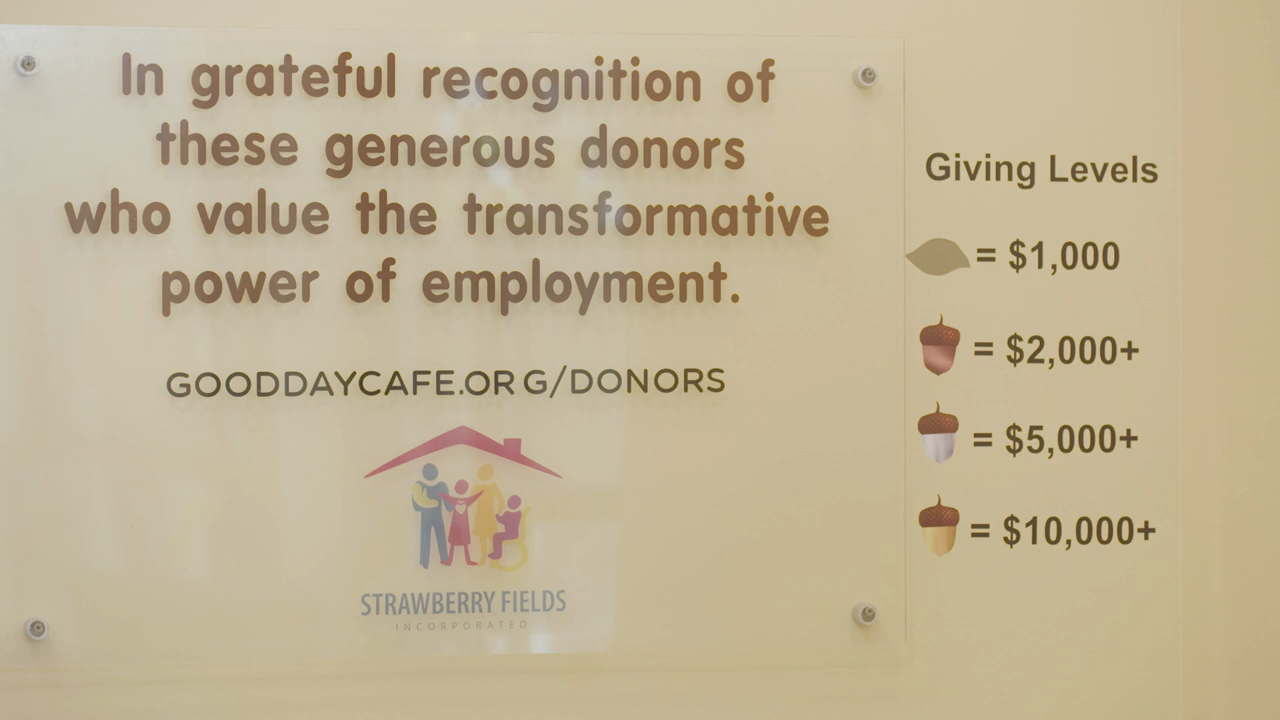 In grateful recognition of
these generous donors
who value the transformative
power of employment.
GOODDAYCAFE.ORG/DONORS
STRAWBERRY FIELDS
INCORPORATED
Giving Levels
= $1,000
= $2,000+
= $5,000+
= $10,000+